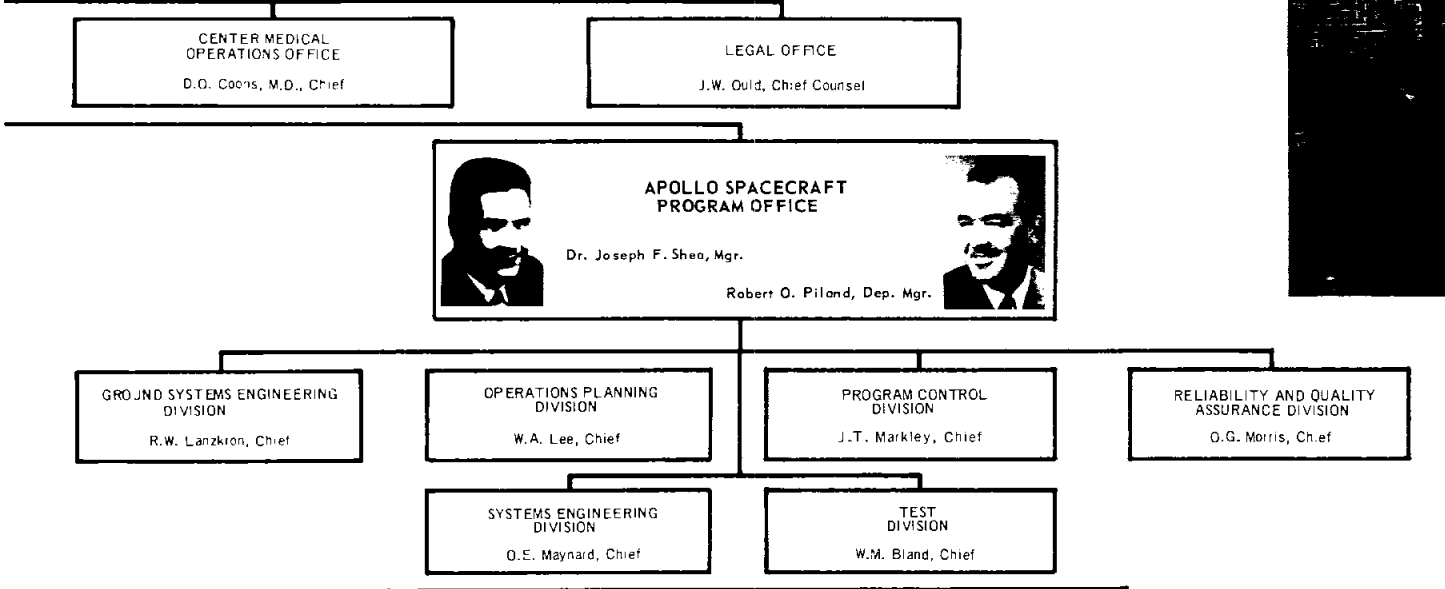 CENTER MEDICAL
OPERATIONS OFFICE
D.O. Coons, M.D., Chief
LEGAL OFFICE
J.W. Ould, Chief Counsel
APOLLO SPACECRAFT
PROGRAM OFFICE
Dr. Joseph F. Shea, Mgr.
Robert O. Piland, Dep. Mgr.
GROUND SYSTEMS ENGINEERING
DIVISION
R.W. Lanzkron, Chief
OPERATIONS PLANNING
DIVISION
W.A. Lee, Chief
PROGRAM CONTROL
DIVISION
J.T. Markley, Chief
RELIABILITY AND QUALITY
ASSURANCE DIVISION
O.G. Morris, Chief
SYSTEMS ENGINEERING
DIVISION
O.E. Maynard, Chief
TEST
DIVISION
W.M. Bland, Chief